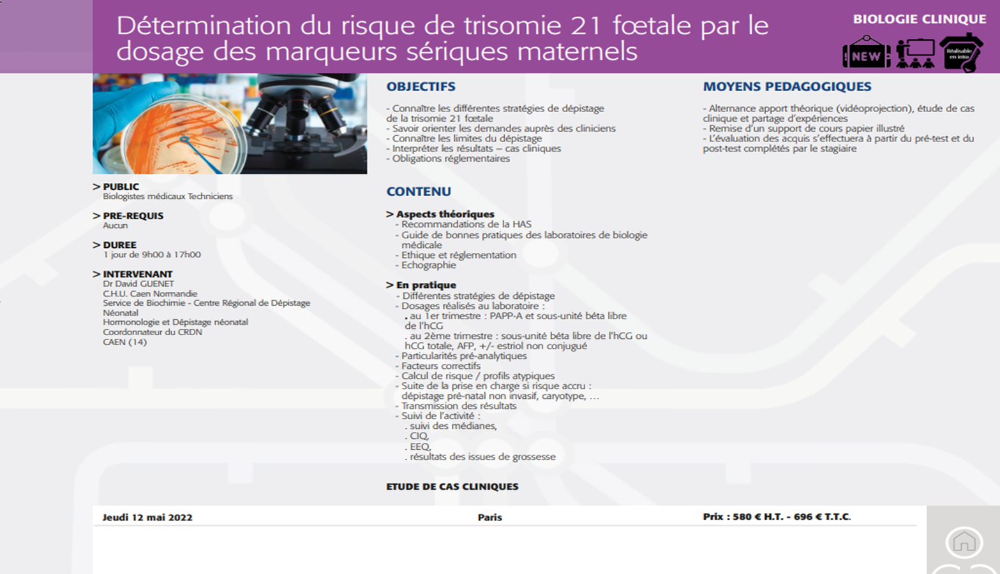 Détermination du risque de trisomie 21 fœtale par le
dosage des marqueurs sériques maternels
BIOLOGIE CLINIQUE
NEW
Réalisable
en intra
> PUBLIC
Biologistes médicaux Techniciens
> PRE-REQUIS
Aucun
> DUREE
1 jour de 9h00 à 17h00
> INTERVENANT
Dr David GUENET
C.H.U. Caen Normandie
Service de Biochimie - Centre Régional de Dépistage
Néonatal
Hormonologie et Dépistage néonatal
Coordonnateur du CRDN
CAEN (14)
OBJECTIFS
- Connaître les différentes stratégies de dépistage
de la trisomie 21 fœtale
- Savoir orienter les demandes auprès des cliniciens
- Connaître les limites du dépistage
- Interpréter les résultats – cas cliniques
- Obligations réglementaires
CONTENU
> Aspects théoriques
- Recommandations de la HAS
- Guide de bonnes pratiques des laboratoires de biologie
médicale
- Ethique et réglementation
- Echographie
> En pratique
- Différentes stratégies de dépistage
- Dosages réalisés au laboratoire :
. au 1er trimestre : PAPP-A et sous-unité béta libre
de l'hCG
. au 2ème trimestre : sous-unité béta libre de l'hCG ou
hCG totale, AFP, +/- estriol non conjugué
- Particularités pré-analytiques
- Facteurs correctifs
- Calcul de risque / profils atypiques
- Suite de la prise en charge si risque accru :
dépistage pré-natal non invasif, caryotype, …
- Transmission des résultats
- Suivi de l'activité :
. suivi des médianes,
. CIQ,
. EEQ,
. résultats des issues de grossesse
ETUDE DE CAS CLINIQUES
MOYENS PEDAGOGIQUES
- Alternance apport théorique (vidéoprojection), étude de cas
clinique et partage d'expériences
- Remise d'un support de cours papier illustré
- L'évaluation des acquis s'effectuera à partir du pré-test et du
post-test complétés par le stagiaire
Jeudi 12 mai 2022
Paris
Prix : 580 € H.T. - 696 € T.T.C.